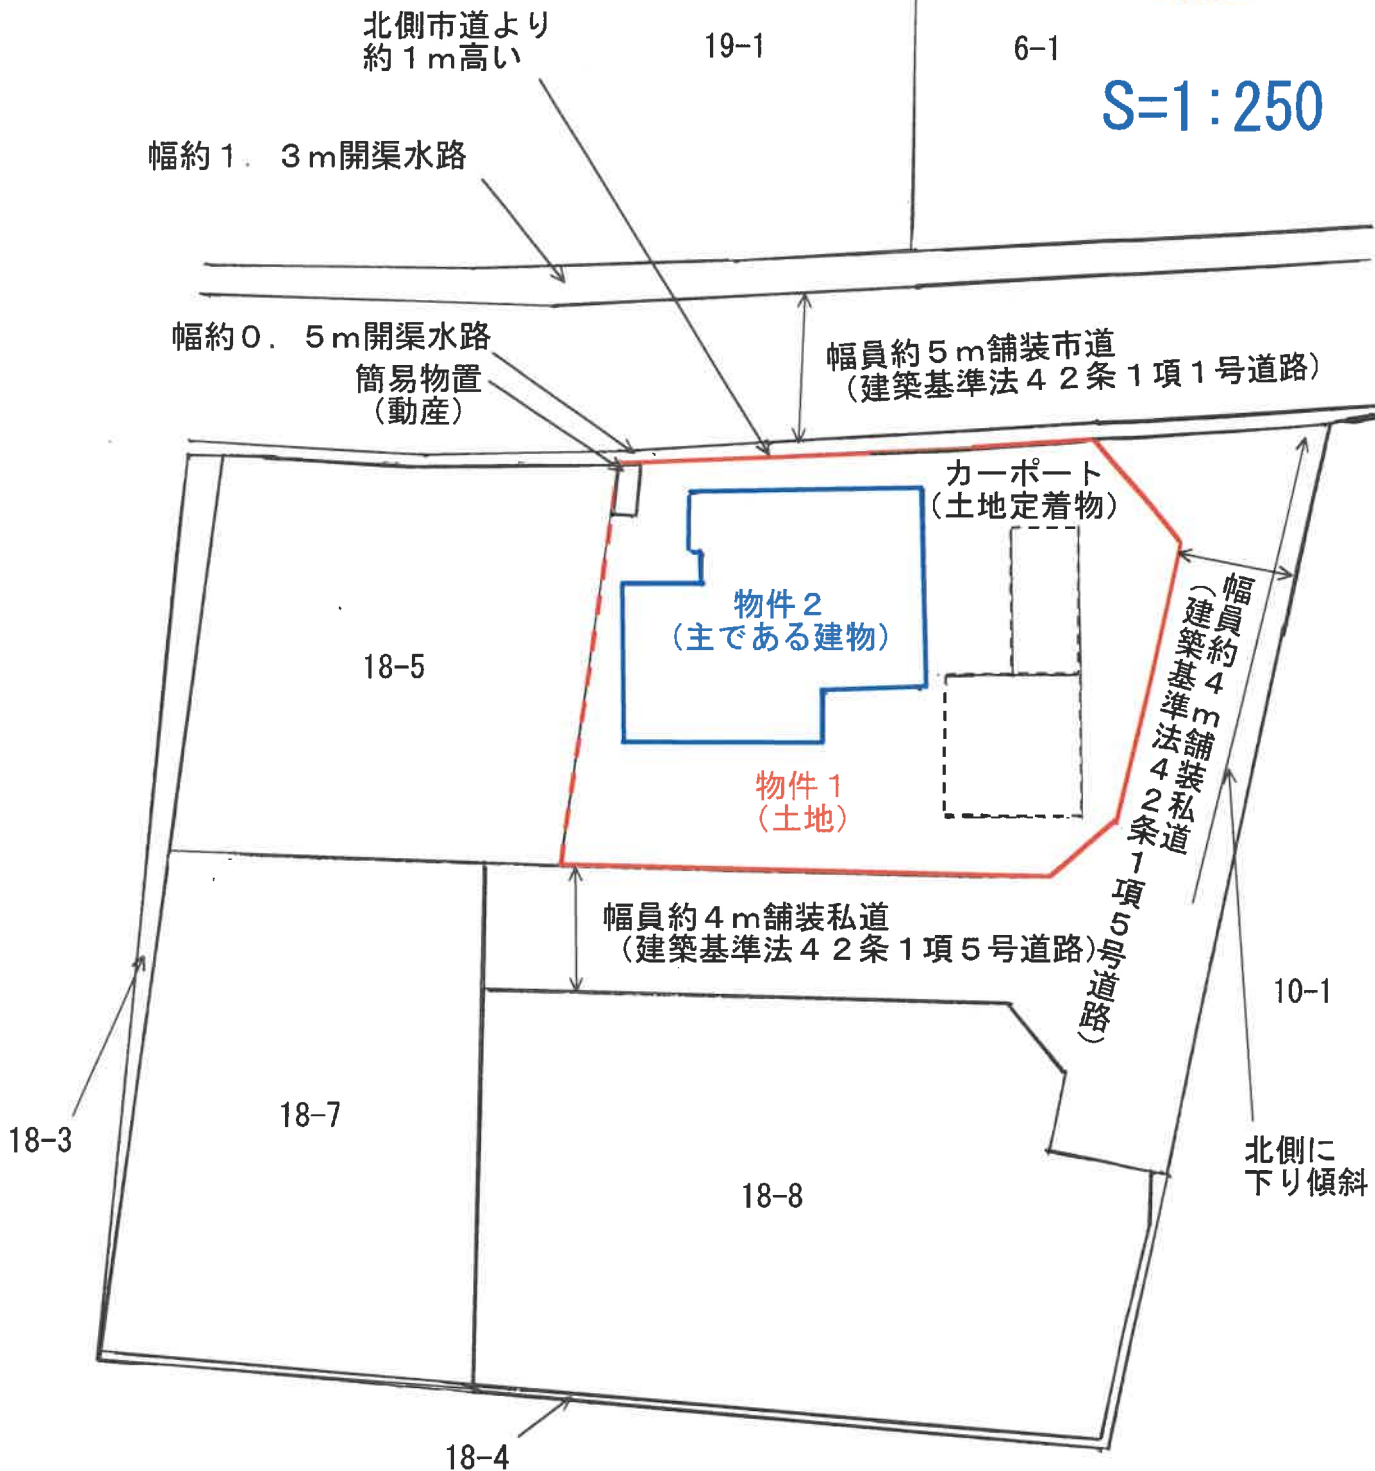 北側市道より
約１ｍ高い
19-1
6-1
S=1:250
幅約１．３ｍ開渠水路
幅約０．５ｍ開渠水路
簡易物置
（動産）
幅員約５ｍ舗装市道
（建築基準法４２条１項１号道路）
カーポート
（土地定着物）
物件２
（主である建物）
18-5
物件１
（土地）
幅員約４ｍ舗装私道
（建築基準法４２条１項５号道路）
幅員約４ｍ舗装私道
（建築基準法４２条１項５号道路）
10-1
18-3
18-7
18-8
北側に
下り傾斜
18-4